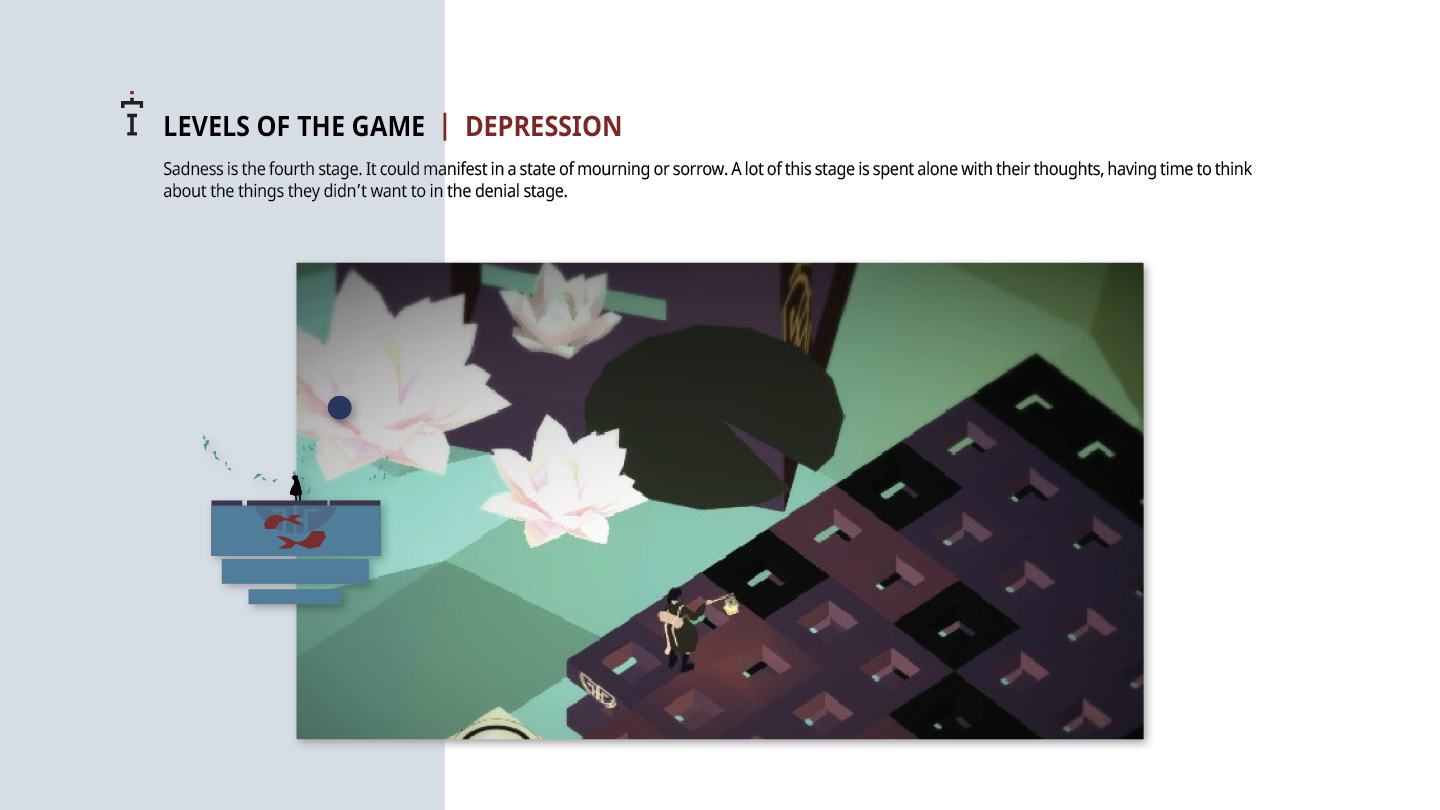 LEVELS OF THE GAME | DEPRESSION
Sadness is the fourth stage. It could manifest in a state of mourning or sorrow. A lot of this stage is spent alone with their thoughts, having time to think
about the things they didn’t want to in the denial stage.